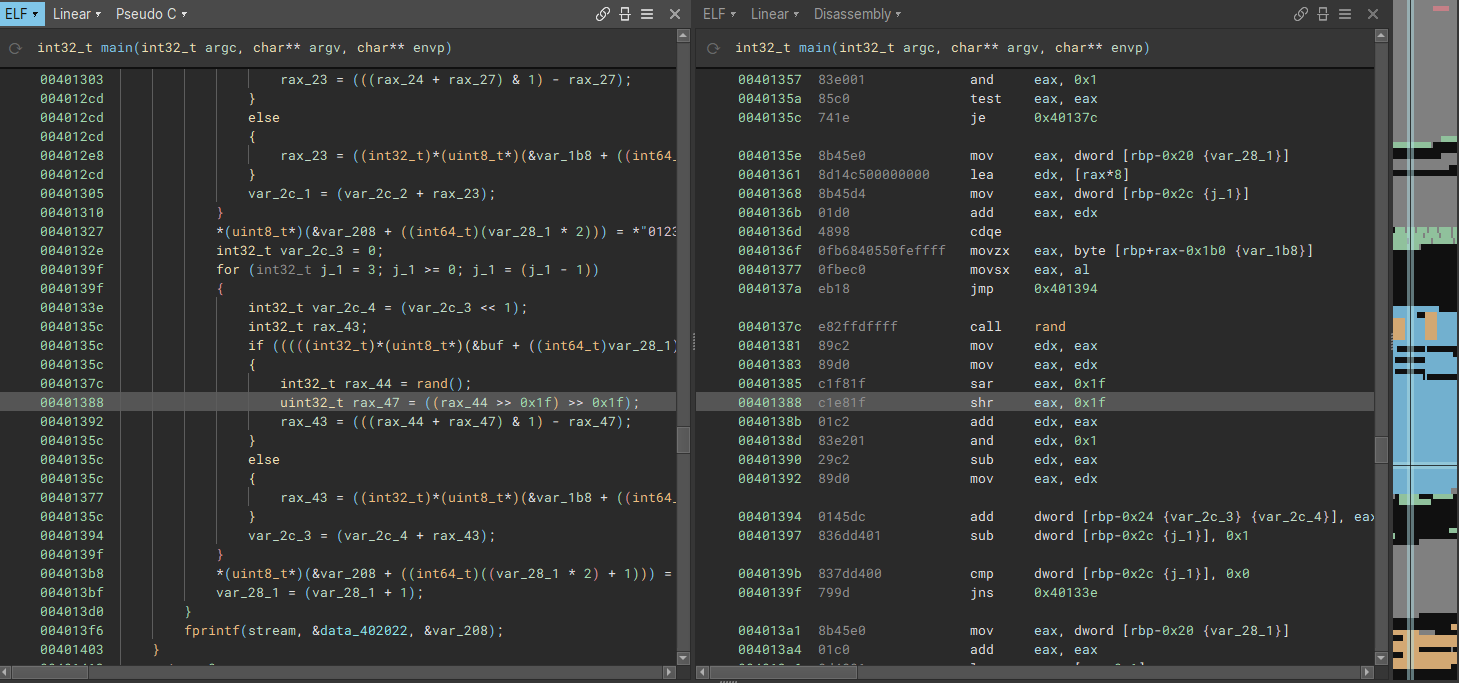 ELF Linear Pseudo C
int32_t main(int32_t argc, char** argv, char** envp)
00401303 rax_23 = (((rax_24 + rax_27) & 1) - rax_27);
004012cd }
004012cd else
004012cd {
004012e8 rax_23 = ((int32_t)*(uint8_t*)(&var_1b8 + ((int64_
004012cd }
00401305 var_2c_1 = (var_2c_2 + rax_23);
00401310 }
00401327 *(uint8_t*)(&var_208 + ((int64_t)(var_28_1 * 2))) = *"0123
0040132e int32_t var_2c_3 = 0;
0040139f for (int32_t j_1 = 3; j_1 >= 0; j_1 = (j_1 - 1))
0040139f {
0040133e int32_t var_2c_4 = (var_2c_3 << 1);
0040135c int32_t rax_43;
0040135c if (((((int32_t)*(uint8_t*)(&buf + ((int64_t)var_28_1)
0040135c {
0040137c int32_t rax_44 = rand();
00401388 uint32_t rax_47 = ((rax_44 >> 0x1f) >> 0x1f);
00401392 rax_43 = (((rax_44 + rax_47) & 1) - rax_47);
0040135c }
0040135c else
0040135c {
00401377 rax_43 = ((int32_t)*(uint8_t*)(&var_1b8 + ((int64_
0040135c }
00401394 var_2c_3 = (var_2c_4 + rax_43);
0040139f }
004013b8 *(uint8_t*)(&var_208 + ((int64_t)((var_28_1 * 2) + 1))) =
004013bf var_28_1 = (var_28_1 + 1);
004013d0 }
004013f6 fprintf(stream, &data_402022, &var_208);
00401403 }
ELF Linear Disassembly
int32_t main(int32_t argc, char** argv, char** envp)
00401357 83e001 and eax, 0x1
0040135a 85c0 test eax, eax
0040135c 741e je 0x40137c
0040135e 8b45e0 mov eax, dword [rbp-0x20 {var_28_1}]
00401361 8d14c500000000 lea edx, [rax*8]
00401368 8b45d4 mov eax, dword [rbp-0x2c {j_1}]
0040136b 01d0 add eax, edx
0040136d 4898 cdqe
0040136f 0fb6840550feffff movzx eax, byte [rbp+rax-0x1b0 {var_1b8}]
00401377 0fbec0 movsx eax, al
0040137a eb18 jmp 0x401394
0040137c e82ffdffff call rand
00401381 89c2 mov edx, eax
00401383 89d0 mov eax, edx
00401385 c1f81f sar eax, 0x1f
00401388 c1e81f shr eax, 0x1f
0040138b 01c2 add edx, eax
0040138d 83e201 and edx, 0x1
00401390 29c2 sub edx, eax
00401392 89d0 mov eax, edx
00401394 0145dc add dword [rbp-0x24 {var_2c_3} {var_2c_4}], eax
00401397 836dd401 sub dword [rbp-0x2c {j_1}], 0x1
0040139b 837dd400 cmp dword [rbp-0x2c {j_1}], 0x0
0040139f 799d jns 0x40133e
004013a1 8b45e0 mov eax, dword [rbp-0x20 {var_28_1}]
004013a4 01c0 add eax, eax